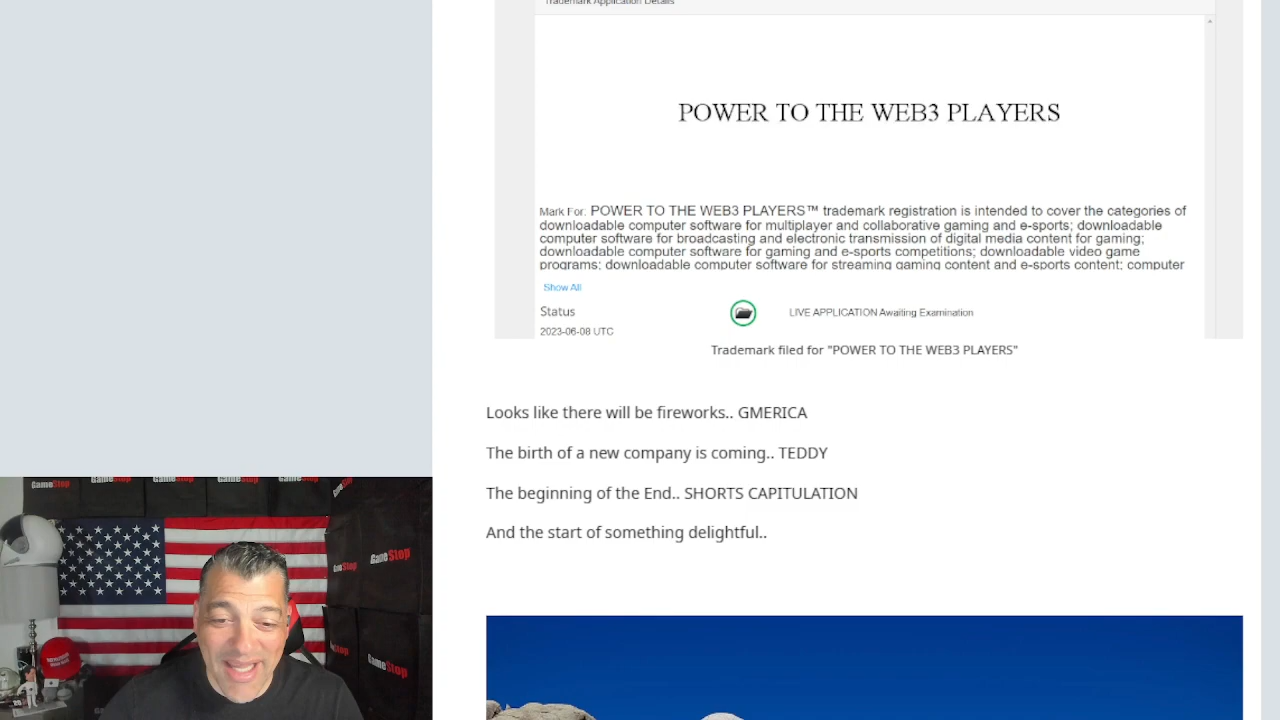 Trademark Application Details
POWER TO THE WEB3 PLAYERS
Mark For: POWER TO THE WEB3 PLAYERS™ trademark registration is intended to cover the categories of
downloadable computer software for multiplayer and collaborative gaming and e-sports; downloadable
computer software for broadcasting and electronic transmission of digital media content for gaming;
downloadable computer software for gaming and e-sports competitions; downloadable video game
programs; downloadable computer software for streaming gaming content and e-sports content; computer
Show All
Status
LIVE APPLICATION Awaiting Examination
2023-06-08 UTC
Trademark filed for "POWER TO THE WEB3 PLAYERS"
Looks like there will be fireworks.. GMERICA
The birth of a new company is coming.. TEDDY
The beginning of the End.. SHORTS CAPITULATION
And the start of something delightful..
GameStop
GameStop
GameStop
GameStop
GameStop
GameStop
GameStop
GameStop
GameStop
GameStop